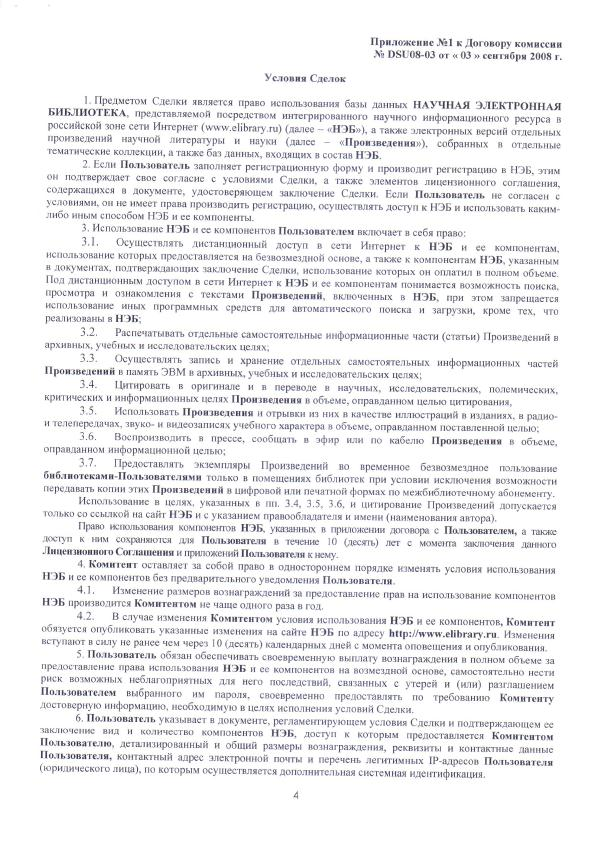 Приложение №1 к Договору комиссии
№ DSU08-03 от « 03 » сентября 2008 г.
Условия Сделок
1. Предметом Сделки является право использования базы данных НАУЧНАЯ ЭЛЕКТРОННАЯ
БИБЛИОТЕКА, представляемой посредством интегрированного научного информационного ресурса в
российской зоне сети Интернет (www.elibrary.ru) (далее – «НЭБ»), а также электронных версий отдельных
произведений научной литературы и науки (далее – «Произведения»), собранных в отдельные
тематические коллекции, а также баз данных, входящих в состав НЭБ.
2. Если Пользователь заполняет регистрационную форму и производит регистрацию в НЭБ, этим
он подтверждает свое согласие с условиями Сделки, а также элементов лицензионного соглашения,
содержащихся в документе, удостоверяющем заключение Сделки. Если Пользователь не согласен с
условиями, он не имеет права производить регистрацию, осуществлять доступ к НЭБ и использовать каким-
либо иным способом НЭБ и ее компоненты.
3. Использование НЭБ и ее компонентов Пользователем включает в себя право:
3.1. Осуществлять дистанционный доступ в сети Интернет к НЭБ и ее компонентам,
использование которых предоставляется на безвозмездной основе, а также к компонентам НЭБ, указанным
в документах, подтверждающих заключение Сделки, использование которых он оплатил в полном объеме.
Под дистанционным доступом в сети Интернет к НЭБ и ее компонентам понимается возможность поиска,
просмотра и ознакомления с текстами Произведений, включенных в НЭБ, при этом запрещается
использование иных программных средств для автоматического поиска и загрузки, кроме тех, что
реализованы в НЭБ;
3.2. Распечатывать отдельные самостоятельные информационные части (статьи) Произведений в
архивных, учебных и исследовательских целях;
3.3. Осуществлять запись и хранение отдельных самостоятельных информационных частей
Произведений в память ЭВМ в архивных, учебных и исследовательских целях;
3.4. Цитировать в оригинале и в переводе в научных, исследовательских, полемических,
критических и информационных целях Произведения в объеме, оправданном целью цитирования,
3.5. Использовать Произведения и отрывки из них в качестве иллюстраций в изданиях, в радио-
и телепередачах, звуко- и видеозаписях учебного характера в объеме, оправданном поставленной целью;
3.6. Воспроизводить в прессе, сообщать в эфир или по кабелю Произведения в объеме,
оправданном информационной целью;
3.7. Предоставлять экземпляры Произведений во временное безвозмездное пользование
библиотеками-Пользователями только в помещениях библиотек при условии исключения возможности
передавать копии этих Произведений в цифровой или печатной формах по межбиблиотечному абонементу.
Использование в целях, указанных в пп. 3.4, 3.5, 3.6, и цитирование Произведений допускается
только со ссылкой на сайт НЭБ и с указанием правообладателя и имени (наименования автора).
Право использования компонентов НЭБ, указанных в приложении договора с Пользователем, а также
доступ к ним сохраняются для Пользователя в течение 10 (десять) лет с момента заключения данного
Лицензионного Соглашения и приложений Пользователя к нему.
4. Комитент оставляет за собой право в одностороннем порядке изменять условия использования
НЭБ и ее компонентов без предварительного уведомления Пользователя.
4.1. Изменение размеров вознаграждений за предоставление прав на использование компонентов
НЭБ производится Комитентом не чаще одного раза в год.
4.2. В случае изменения Комитентом условия использования НЭБ и ее компонентов, Комитент
обязуется опубликовать указанные изменения на сайте НЭБ по адресу http://www.elibrary.ru. Изменения
вступают в силу не ранее чем через 10 (десять) календарных дней с момента оповещения и опубликования.
5. Пользователь обязан обеспечивать своевременную выплату вознаграждения в полном объеме за
предоставление права использования НЭБ и ее компонентов на возмездной основе, самостоятельно нести
риск возможных неблагоприятных для него последствий, связанных с утерей и (или) разглашением
Пользователем выбранного им пароля, своевременно предоставлять по требованию Комитенту
достоверную информацию, необходимую в целях исполнения условий Сделки.
6. Пользователь указывает в документе, регламентирующем условия Сделки и подтверждающем ее
заключение вид и количество компонентов НЭБ, доступ к которым предоставляется Комитентом
Пользователю, детализированный и общий размеры вознаграждения, реквизиты и контактные данные
Пользователя, контактный адрес электронной почты и перечень легитимных IP-адресов Пользователя
(юридического лица), по которым осуществляется дополнительная системная идентификация.
4